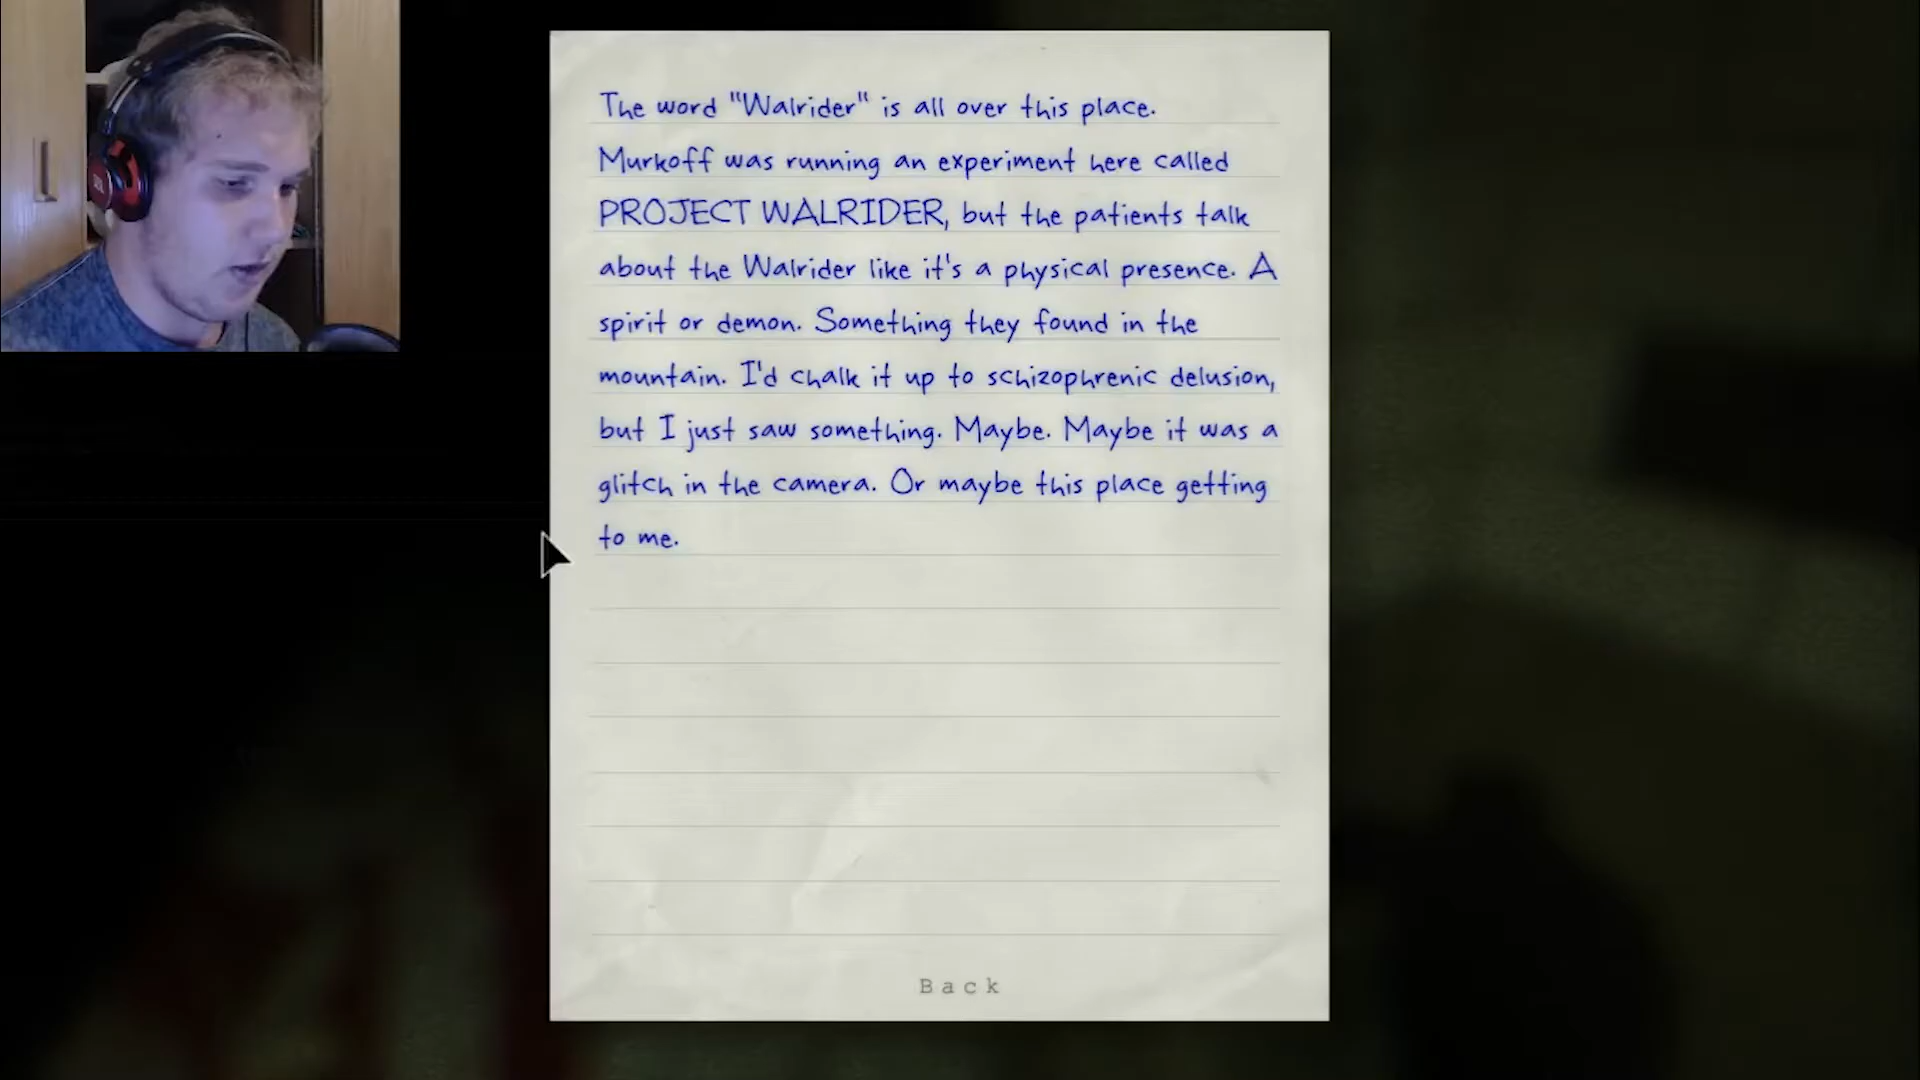 The word "Walrider" is all over this place.
Murkoff was running an experiment here called
PROJECT WALRIDER, but the patients talk
about the Walrider like it's a physical presence. A
spirit or demon. Something they found in the
mountain. I'd chalk it up to schizophrenic delusion,
but I just saw something. Maybe. Maybe it was a
glitch in the camera. Or maybe this place getting
to me.
Back